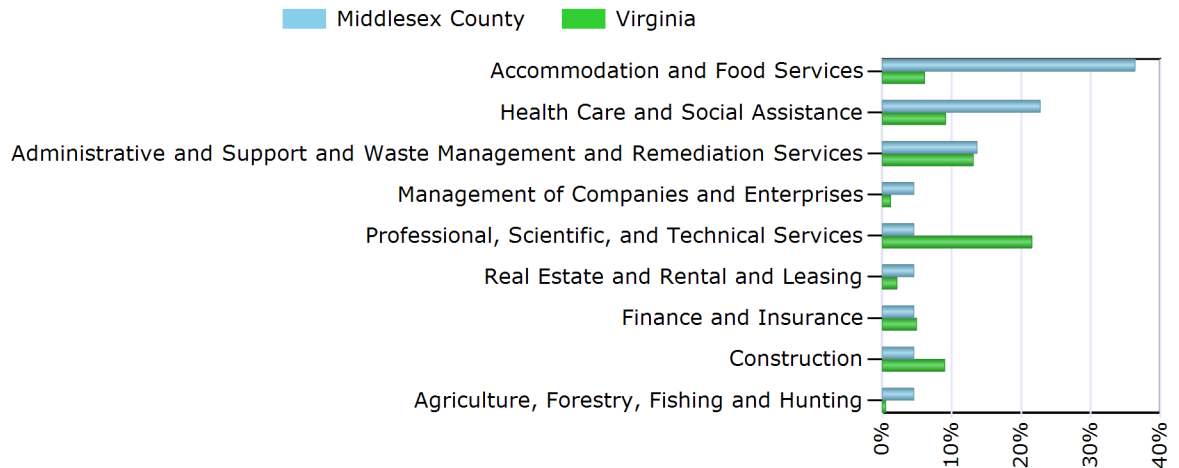 Middlesex County
Virginia
Accommodation and Food Services
Health Care and Social Assistance
Administrative and Support and Waste Management and Remediation Services
Management of Companies and Enterprises
Professional, Scientific, and Technical Services
Real Estate and Rental and Leasing
Finance and Insurance
Construction
Agriculture, Forestry, Fishing and Hunting
0%
10%
20%
30%
40%